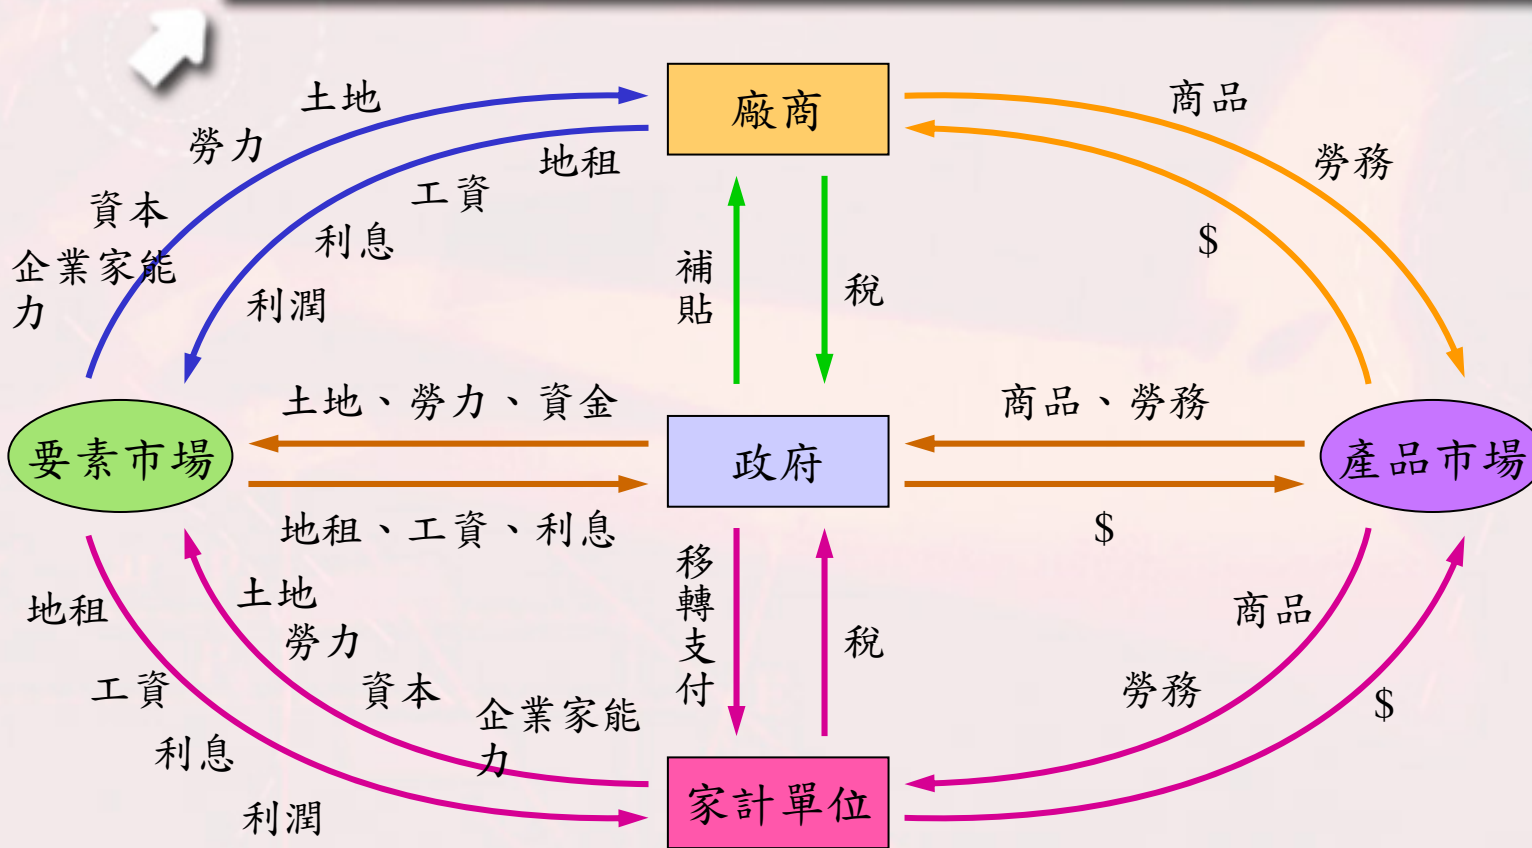 土地
廠商
商品
勞力
地租
勞務
資本
工資
企業家能
力
利息
$
補
貼
稅
利潤
土地、勞力、資金
商品、勞務
要素市場
政府
產品市場
地租、工資、利息
$
移
轉
支
付
稅
地租
土地
勞力
商品
工資
資本
企業家能
力
勞務
$
利息
家計單位
利潤